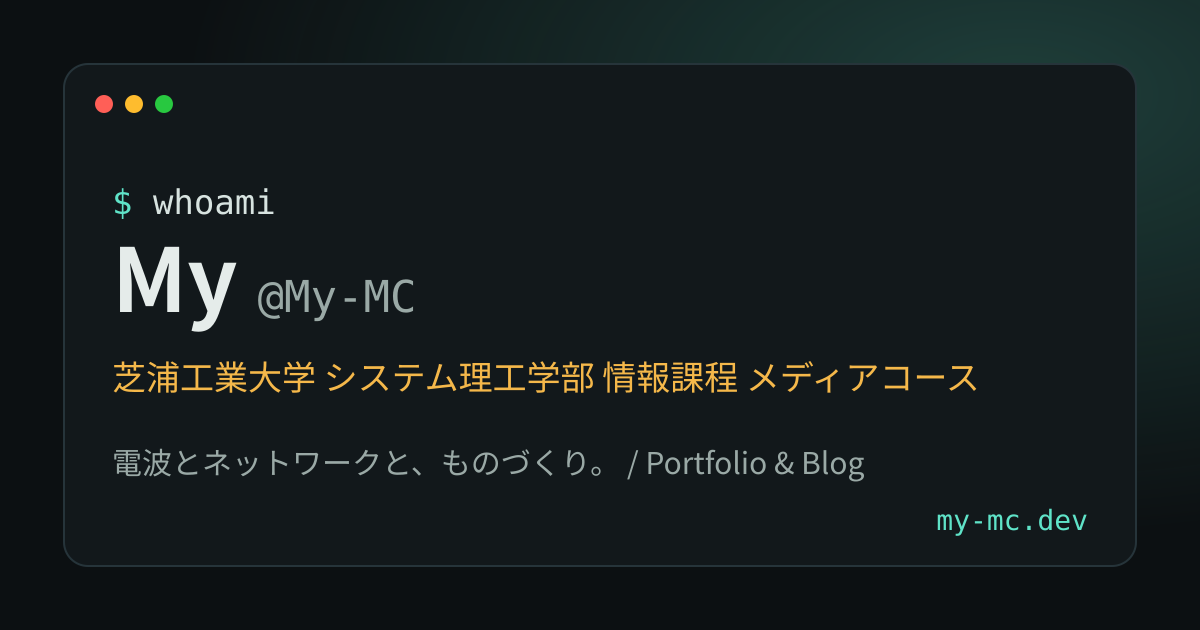 $ whoami
My @My-MC
芝浦工業大学 システム理工学部 情報課程 メディアコース
電波とネットワークと、ものづくり。 / Portfolio & Blog
my-mc.dev